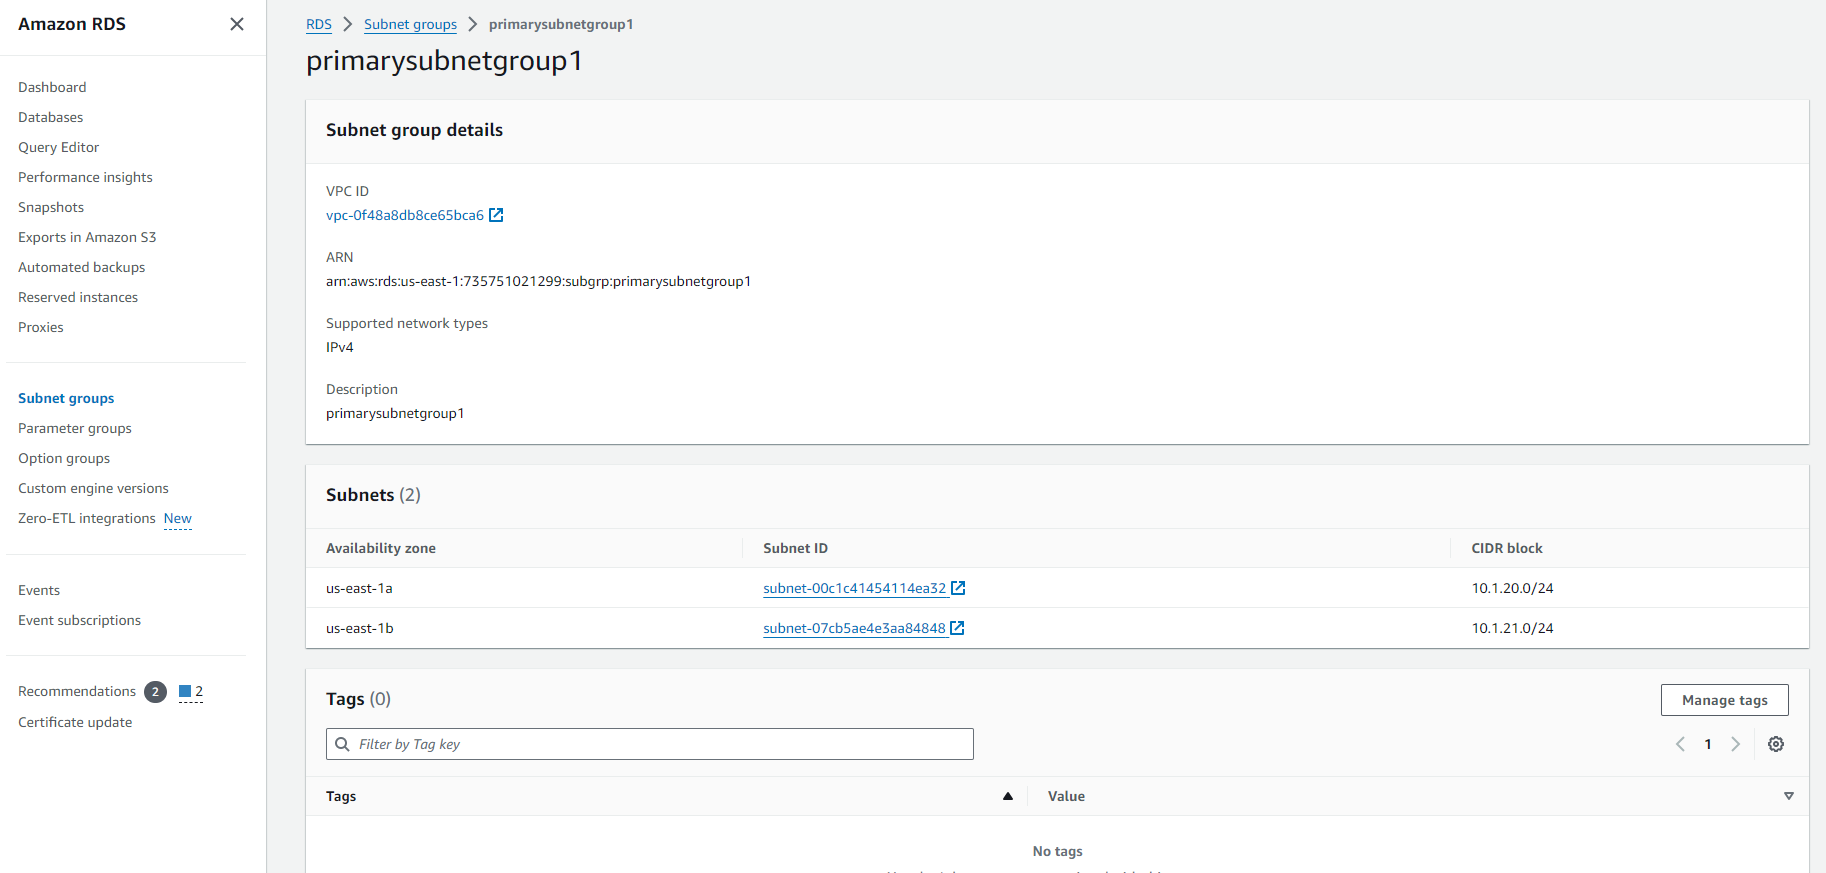 Amazon RDS
Dashboard
Databases
Query Editor
Performance insights
Snapshots
Exports in Amazon S3
Automated backups
Reserved instances
Proxies
Subnet groups
Parameter groups
Option groups
Custom engine versions
Zero-ETL integrations New
Events
Event subscriptions
Recommendations 2 2
Certificate update
RDS > Subnet groups > primarysubnetgroup1
primarysubnetgroup1
Subnet group details
VPC ID
vpc-0f48a8db8ce65bca6
ARN
arn:aws:rds:us-east-1:735751021299:subgrp:primarysubnetgroup1
Supported network types
IPv4
Description
primarysubnetgroup1
Subnets (2)
Availability zone Subnet ID CIDR block
us-east-1a subnet-00c1c41454114ea32 10.1.20.0/24
us-east-1b subnet-07cb5ae4e3aa84848 10.1.21.0/24
Tags (0)
Manage tags
Filter by Tag key
1
Tags Value
No tags